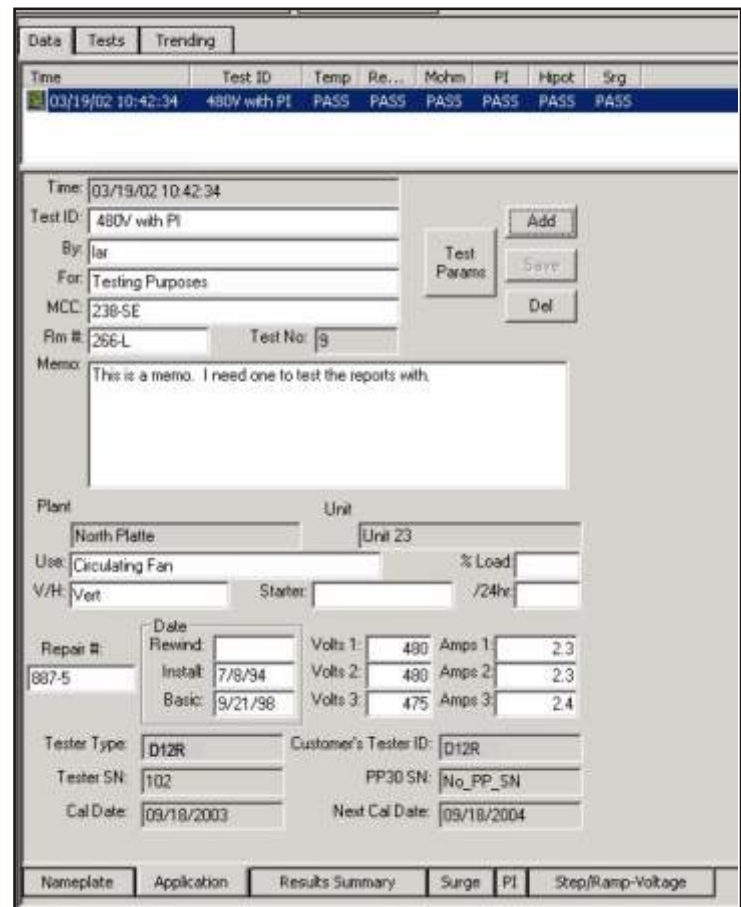 Data Tests Trending
Time Test ID Temp Re... Mohm PI Hipot Srg
03/19/02 10:42:34 480V with PI PASS PASS PASS PASS PASS PASS
Time: 03/19/02 10:42:34
Test ID: 480V with PI
Add
By: lar
Test Params
Save
For: Testing Purposes
MCC: 238-SE
Del
Rm #: 266-L Test No: 9
Memo: This is a memo. I need one to test the reports with.
Plant Unit
North Platte Unit 23
Use: Circulating Fan % Load:
V/H: Vert Starter: /24hr:
Date
Repair #: Rewind: Volts 1: 480 Amps 1: 2.3
887-5 Install: 7/8/94 Volts 2: 480 Amps 2: 2.3
Basic: 9/21/98 Volts 3: 475 Amps 3: 2.4
Tester Type: D12R Customer's Tester ID: D12R
Tester SN: 102 PP30 SN: No_PP_SN
Cal Date: 09/18/2003 Next Cal Date: 09/18/2004
Nameplate Application Results Summary Surge PI Step/Ramp-Voltage